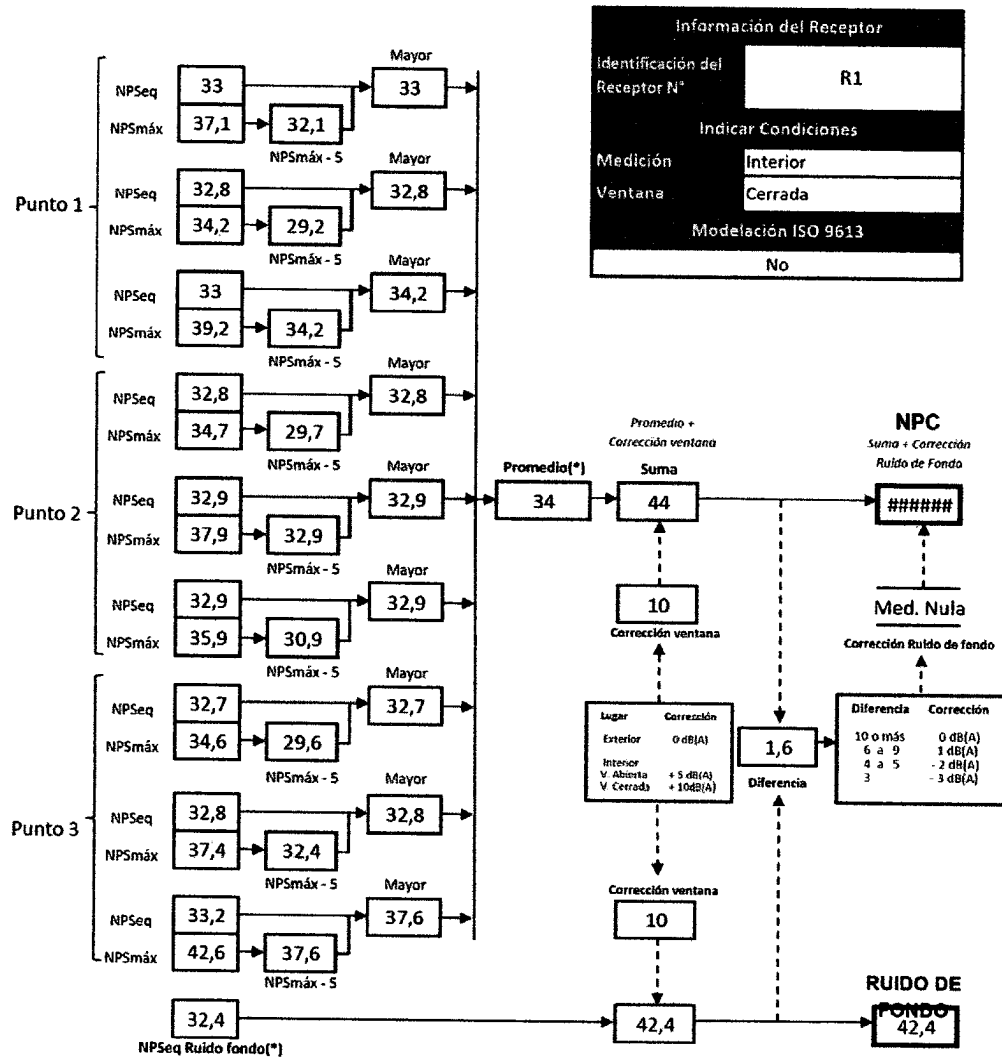 Información del Receptor
Identificación del
Receptor N°
R1
Indicar Condiciones
Medición
Interior
Ventana
Cerrada
Modelación ISO 9613
No
Punto 1
Mayor
NPSeq
33
33
NPSmáx
37,1
32,1
NPSmáx - 5
Mayor
NPSeq
32,8
32,8
NPSmáx
34,2
29,2
NPSmáx - 5
Mayor
NPSeq
33
34,2
NPSmáx
39,2
34,2
NPSmáx - 5
Punto 2
Mayor
NPSeq
32,8
32,8
NPSmáx
34,7
29,7
NPSmáx - 5
Mayor
NPSeq
32,9
32,9
NPSmáx
37,9
32,9
NPSmáx - 5
Mayor
NPSeq
32,9
32,9
NPSmáx
35,9
30,9
NPSmáx - 5
Punto 3
Mayor
NPSeq
32,7
32,7
NPSmáx
34,6
29,6
NPSmáx - 5
Mayor
NPSeq
32,8
32,8
NPSmáx
37,4
32,4
NPSmáx - 5
Mayor
NPSeq
33,2
37,6
NPSmáx
42,6
37,6
NPSmáx - 5
32,4
NPSeq Ruido fondo(*)
Promedio(*)
34
Promedio +
Corrección ventana
Suma
44
10
Corrección ventana
Lugar Corrección
Exterior 0 dB(A)
Interior
V. Abierta + 5 dB(A)
V. Cerrada + 10dB(A)
Corrección ventana
10
42,4
1,6
Diferencia
NPC
Suma + Corrección
Ruido de Fondo
######
Med. Nula
Corrección Ruido de fondo
Diferencia Corrección
10 o más 0 dB(A)
6 a 9 1 dB(A)
4 a 5 - 2 dB(A)
3 - 3 dB(A)
RUIDO DE
FONDO
42,4